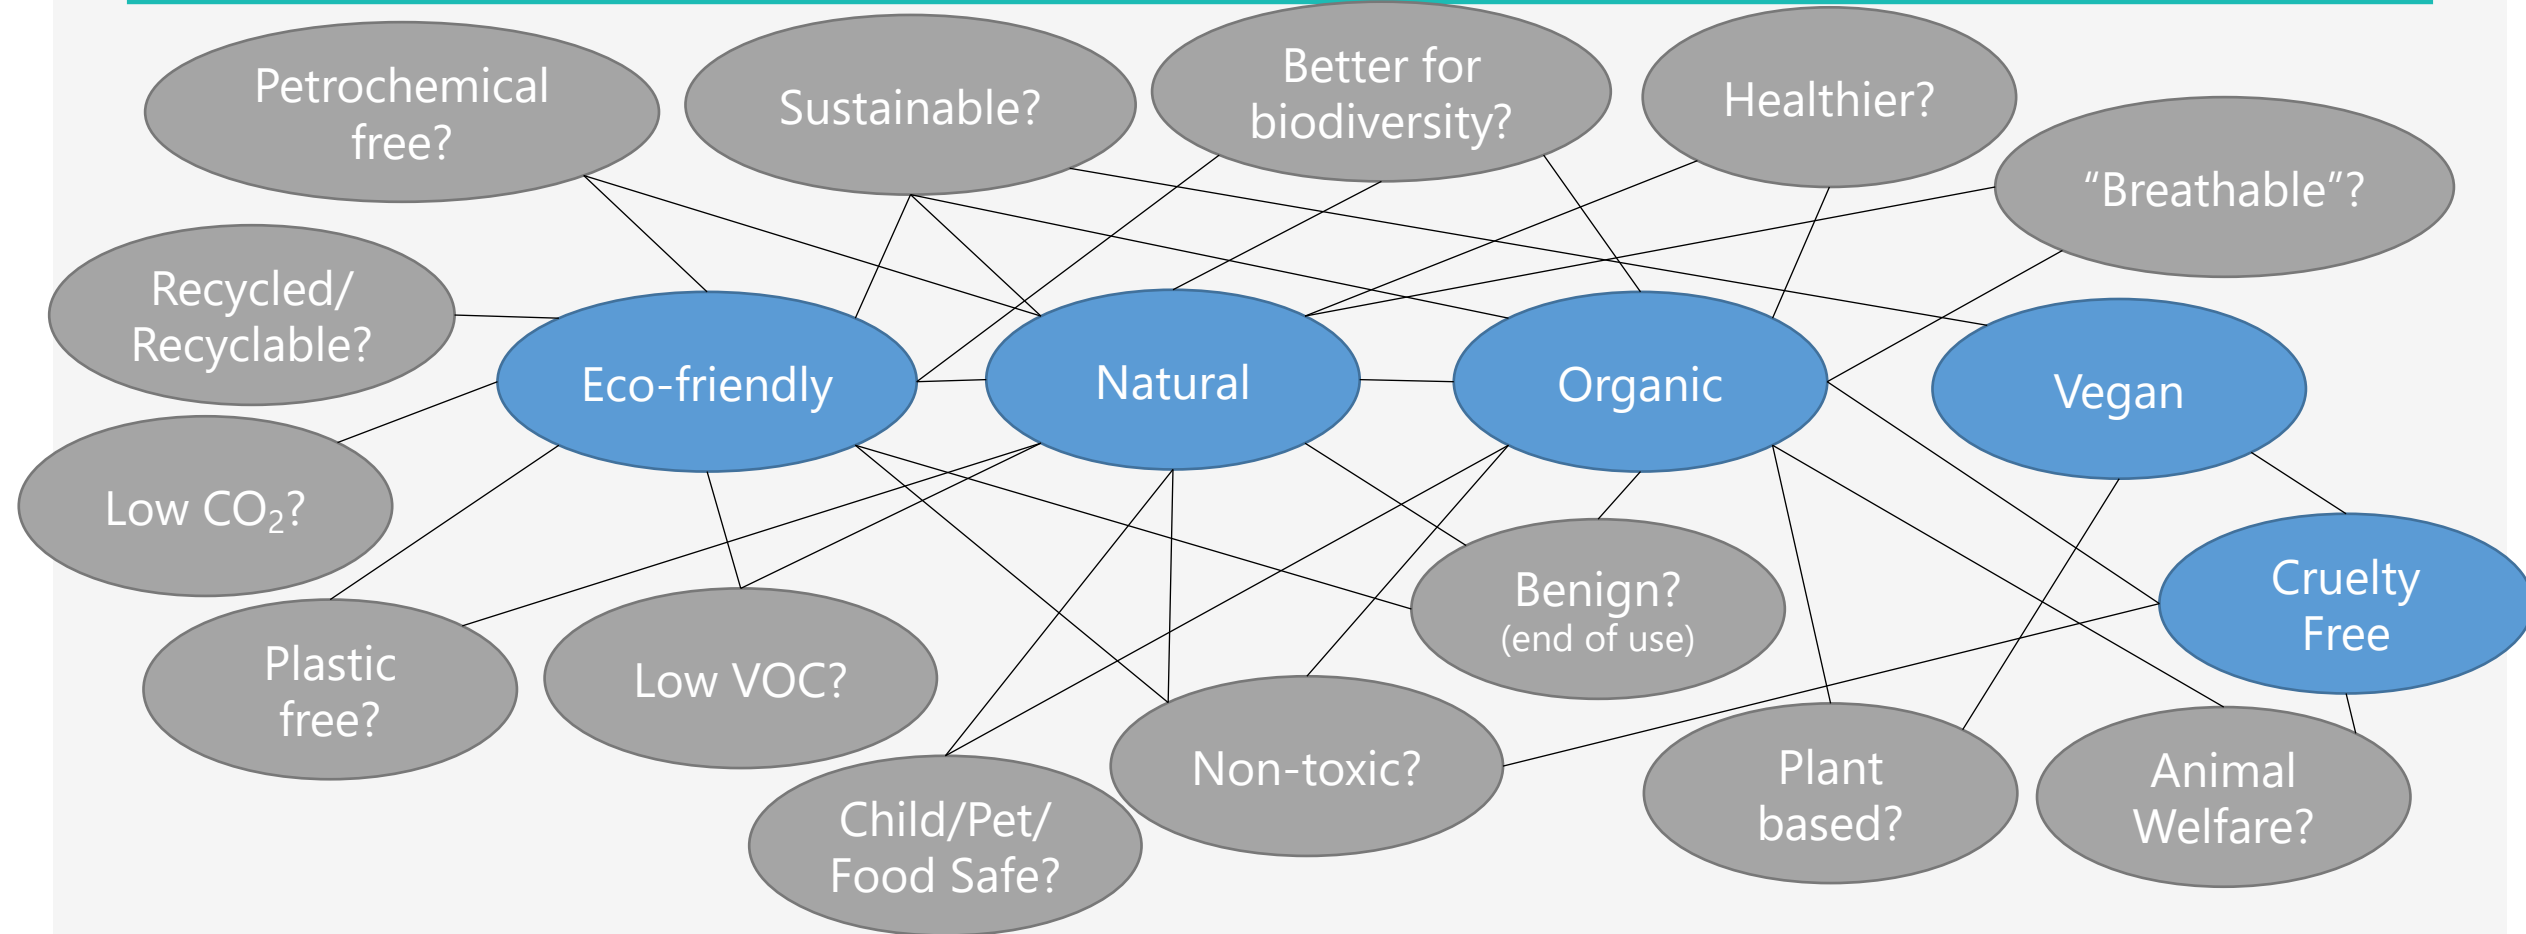 Petrochemical
free?
Sustainable?
Better for
biodiversity?
Healthier?
“Breathable”?
Recycled/
Recyclable?
Eco-friendly
Natural
Organic
Vegan
Low CO₂?
Cruelty
Free
Benign?
(end of use)
Plastic
free?
Low VOC?
Child/Pet/
Food Safe?
Non-toxic?
Plant
based?
Animal
Welfare?